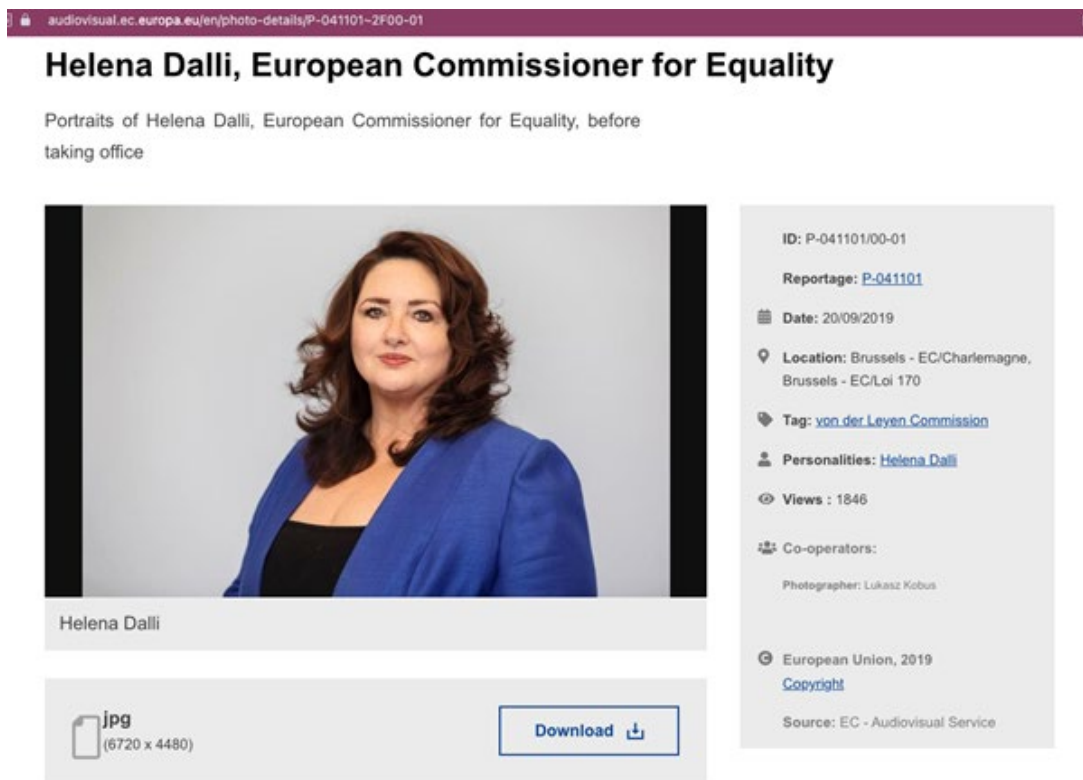 audiovisual.ec.europa.eu/en/photo-details/P-041101~2F00-01
Helena Dalli, European Commissioner for Equality
Portraits of Helena Dalli, European Commissioner for Equality, before
taking office
Helena Dalli
jpg
(6720 x 4480)
Download
ID: P-041101/00-01
Reportage: P-041101
Date: 20/09/2019
Location: Brussels - EC/Charlemagne,
Brussels - EC/Loi 170
Tag: von der Leyen Commission
Personalities: Helena Dalli
Views : 1846
Co-operators:
Photographer: Lukasz Kobus
European Union, 2019
Copyright
Source: EC - Audiovisual Service